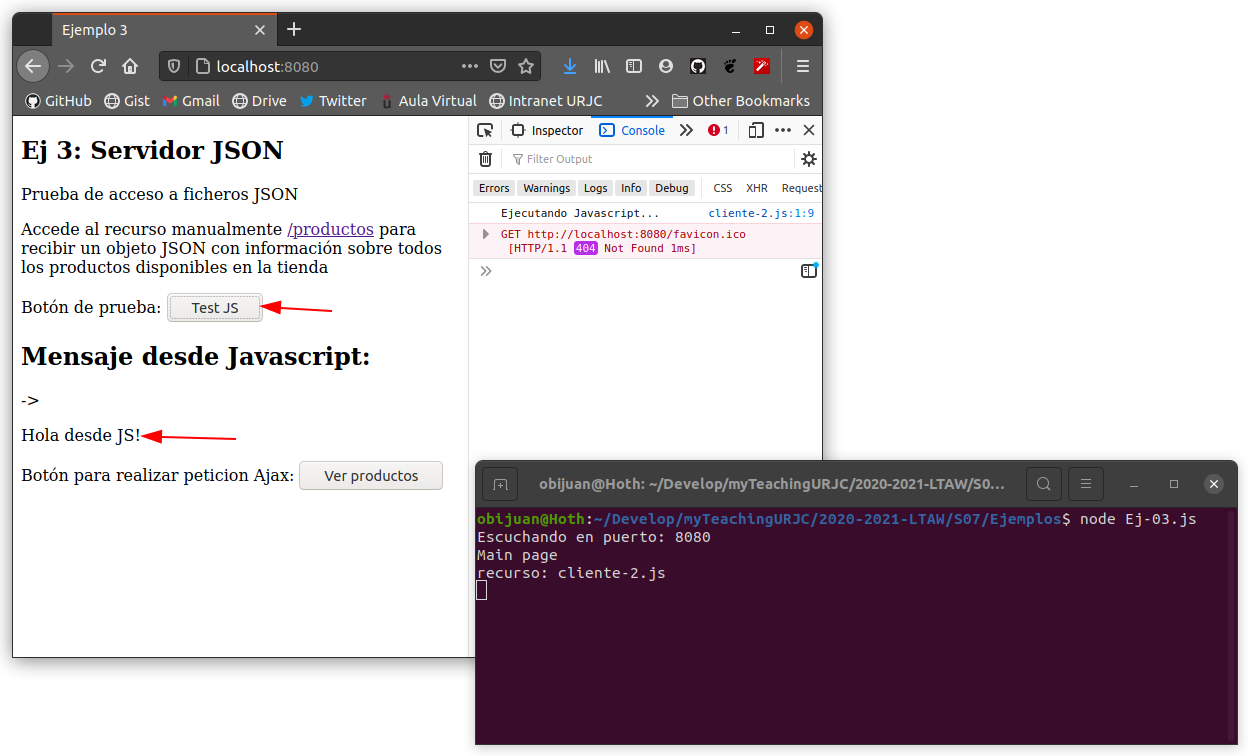 Ejemplo 3
localhost:8080
GitHub Gist Gmail Drive Twitter Aula Virtual Intranet URJC Other Bookmarks
Ej 3: Servidor JSON
Prueba de acceso a ficheros JSON
Accede al recurso manualmente /productos para
recibir un objeto JSON con información sobre todos
los productos disponibles en la tienda
Botón de prueba: Test JS
Mensaje desde Javascript:
->
Hola desde JS!
Botón para realizar peticion Ajax: Ver productos
Inspector Console 1
Filter Output
Errors Warnings Logs Info Debug CSS XHR Request
Ejecutando Javascript... cliente-2.js:1:9
GET http://localhost:8080/favicon.ico
[HTTP/1.1 404 Not Found 1ms]
obijuan@Hoth: ~/Develop/myTeachingURJC/2020-2021-LTAW/S0...
obijuan@Hoth:~/Develop/myTeachingURJC/2020-2021-LTAW/S07/Ejemplos$ node Ej-03.js
Escuchando en puerto: 8080
Main page
recurso: cliente-2.js